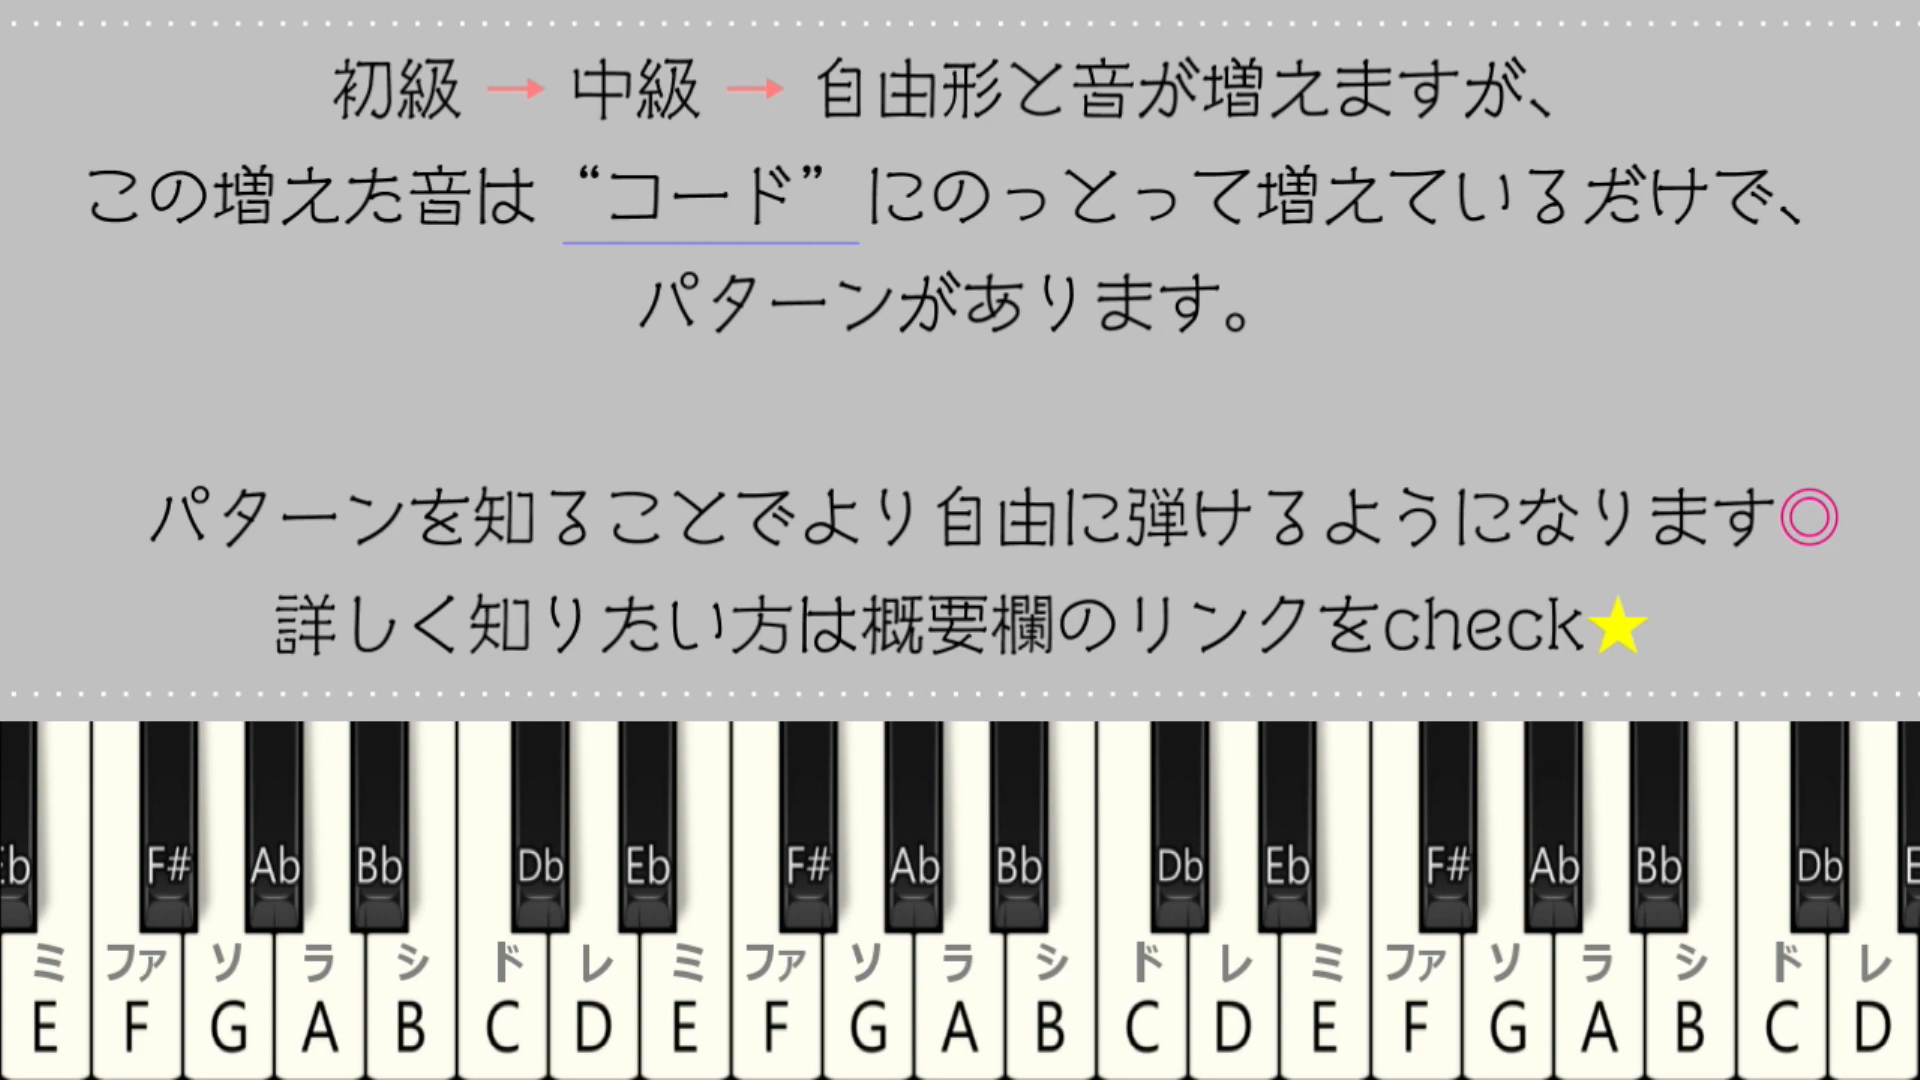 初級 → 中級 → 自由形と音が増えますが、
この増えた音は “コード” にのっとって増えているだけで、
パターンがあります。
パターンを知ることでより自由に弾けるようになります◎
詳しく知りたい方は概要欄のリンクをcheck★
Eb F# Ab Bb Db Eb F# Ab Bb Db Eb F# Ab Bb Db E
ミ ファ ソ ラ シ ド レ ミ ファ ソ ラ シ ド レ ミ ファ ソ ラ シ ド レ
E F G A B C D E F G A B C D E F G A B C D